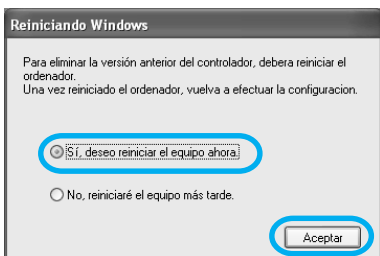 Reiniciando Windows
Para eliminar la versión anterior del controlador, debera reiniciar el
ordenador.
Una vez reiniciado el ordenador, vuelva a efectuar la configuracion.
Sí, deseo reiniciar el equipo ahora.
No, reiniciaré el equipo más tarde.
Aceptar